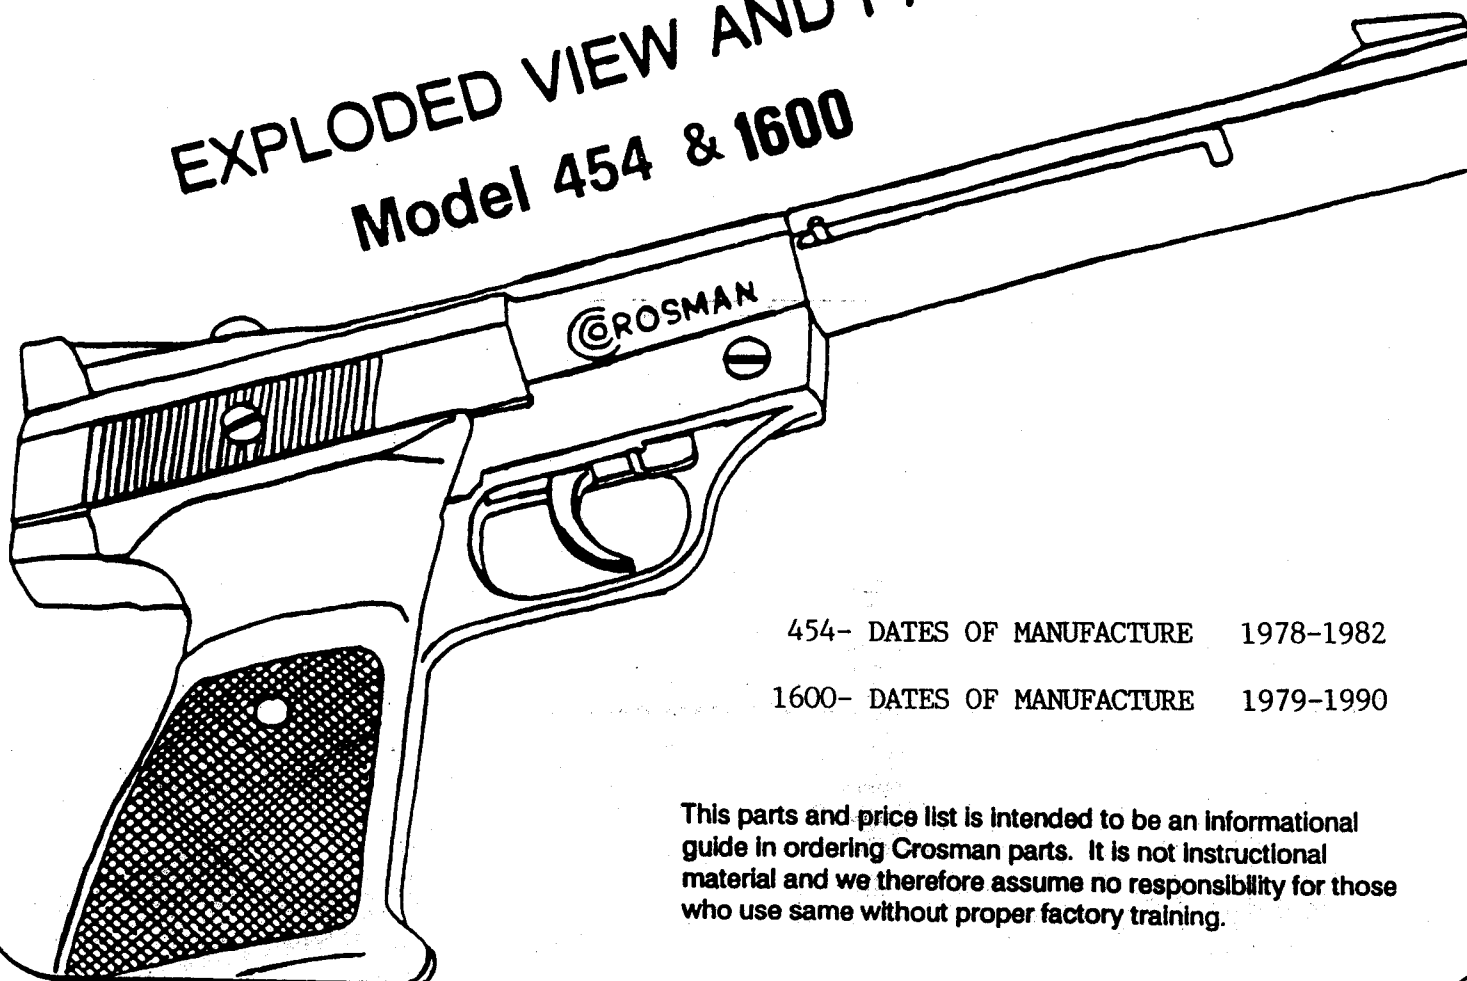 EXPLODED VIEW AND
Model 454 & 1600
CROSMAN
454- DATES OF MANUFACTURE 1978-1982
1600- DATES OF MANUFACTURE 1979-1990
This parts and price list is intended to be an informational
guide in ordering Crosman parts. It is not instructional
material and we therefore assume no responsibility for those
who use same without proper factory training.